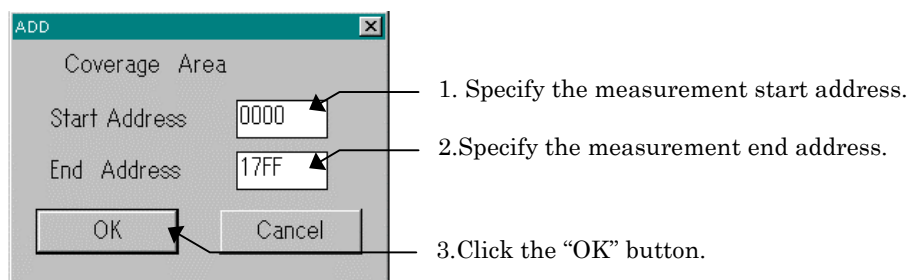 ADD
Coverage Area
Start Address 0000
End Address 17FF
OK Cancel
1. Specify the measurement start address.
2.Specify the measurement end address.
3.Click the “OK” button.